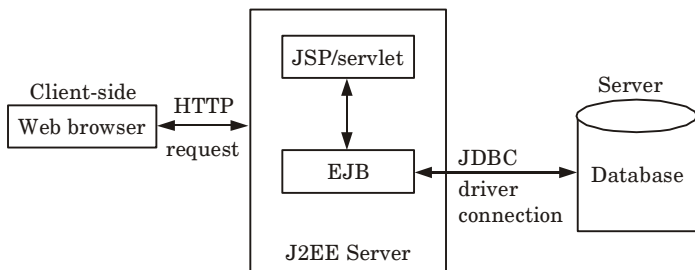 Client-side
Web browser
HTTP
request
JSP/servlet
EJB
J2EE Server
JDBC
driver
connection
Server
Database